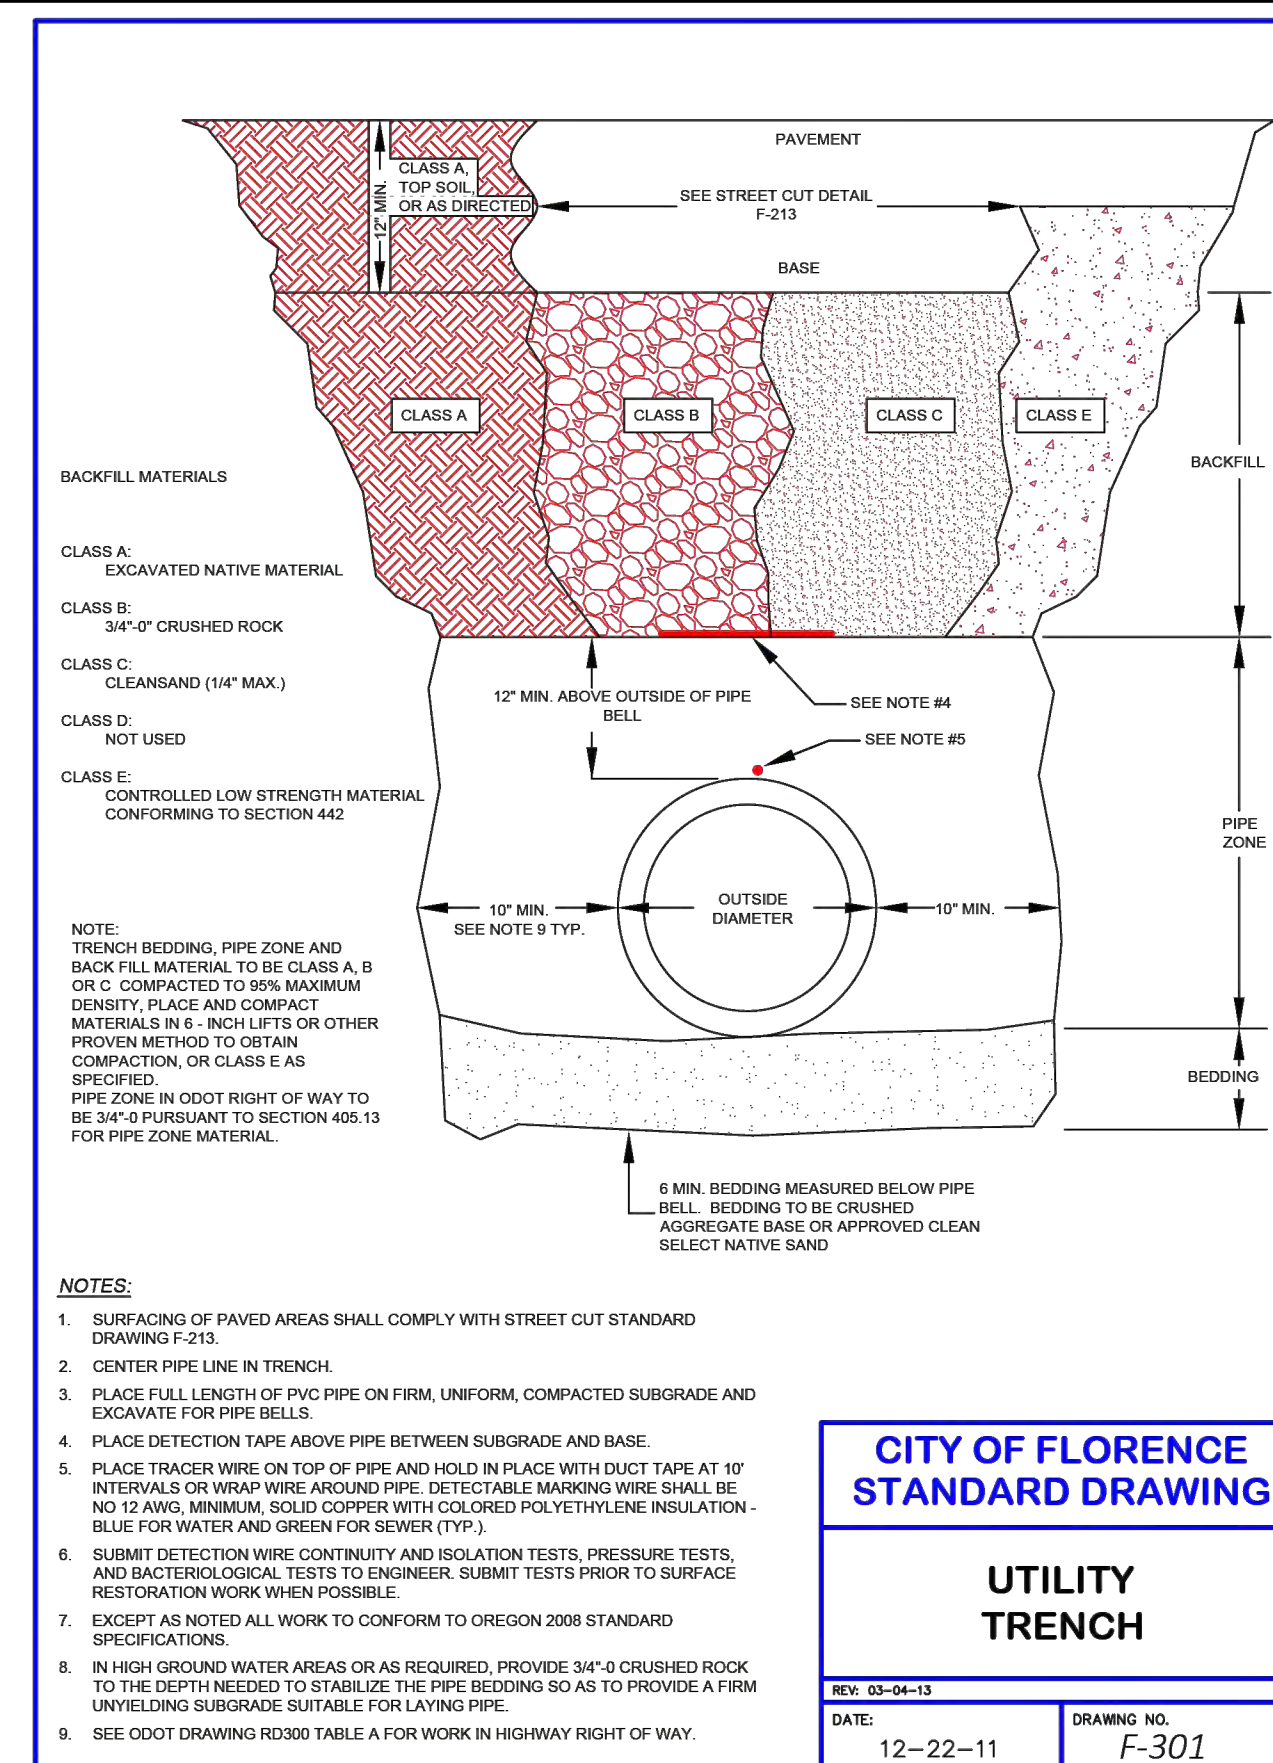 PAVEMENT
CLASS A,
TOP SOIL,
OR AS DIRECTED
12" MIN.
SEE STREET CUT DETAIL
F-213
BASE
CLASS A
CLASS B
CLASS C
CLASS E
BACKFILL
BACKFILL MATERIALS
CLASS A:
EXCAVATED NATIVE MATERIAL
CLASS B:
3/4"-0" CRUSHED ROCK
CLASS C:
CLEANSAND (1/4" MAX.)
CLASS D:
NOT USED
CLASS E:
CONTROLLED LOW STRENGTH MATERIAL
CONFORMING TO SECTION 442
12" MIN. ABOVE OUTSIDE OF PIPE
BELL
SEE NOTE #4
SEE NOTE #5
PIPE
ZONE
OUTSIDE
DIAMETER
10" MIN.
SEE NOTE 9 TYP.
10" MIN.
NOTE:
TRENCH BEDDING, PIPE ZONE AND
BACK FILL MATERIAL TO BE CLASS A, B
OR C COMPACTED TO 95% MAXIMUM
DENSITY, PLACE AND COMPACT
MATERIALS IN 6 - INCH LIFTS OR OTHER
PROVEN METHOD TO OBTAIN
COMPACTION, OR CLASS E AS
SPECIFIED.
PIPE ZONE IN ODOT RIGHT OF WAY TO
BE 3/4"-0 PURSUANT TO SECTION 405.13
FOR PIPE ZONE MATERIAL.
BEDDING
6 MIN. BEDDING MEASURED BELOW PIPE
BELL. BEDDING TO BE CRUSHED
AGGREGATE BASE OR APPROVED CLEAN
SELECT NATIVE SAND
NOTES:
1. SURFACING OF PAVED AREAS SHALL COMPLY WITH STREET CUT STANDARD
DRAWING F-213.
2. CENTER PIPE LINE IN TRENCH.
3. PLACE FULL LENGTH OF PVC PIPE ON FIRM, UNIFORM, COMPACTED SUBGRADE AND
EXCAVATE FOR PIPE BELLS.
4. PLACE DETECTION TAPE ABOVE PIPE BETWEEN SUBGRADE AND BASE.
5. PLACE TRACER WIRE ON TOP OF PIPE AND HOLD IN PLACE WITH DUCT TAPE AT 10'
INTERVALS OR WRAP WIRE AROUND PIPE. DETECTABLE MARKING WIRE SHALL BE
NO 12 AWG, MINIMUM, SOLID COPPER WITH COLORED POLYETHYLENE INSULATION -
BLUE FOR WATER AND GREEN FOR SEWER (TYP.).
6. SUBMIT DETECTION WIRE CONTINUITY AND ISOLATION TESTS, PRESSURE TESTS,
AND BACTERIOLOGICAL TESTS TO ENGINEER. SUBMIT TESTS PRIOR TO SURFACE
RESTORATION WORK WHEN POSSIBLE.
7. EXCEPT AS NOTED ALL WORK TO CONFORM TO OREGON 2008 STANDARD
SPECIFICATIONS.
8. IN HIGH GROUND WATER AREAS OR AS REQUIRED, PROVIDE 3/4"-0 CRUSHED ROCK
TO THE DEPTH NEEDED TO STABILIZE THE PIPE BEDDING SO AS TO PROVIDE A FIRM
UNYIELDING SUBGRADE SUITABLE FOR LAYING PIPE.
9. SEE ODOT DRAWING RD300 TABLE A FOR WORK IN HIGHWAY RIGHT OF WAY.
CITY OF FLORENCE
STANDARD DRAWING
UTILITY
TRENCH
REV: 03-04-13
DATE:
12-22-11
DRAWING NO.
F-301